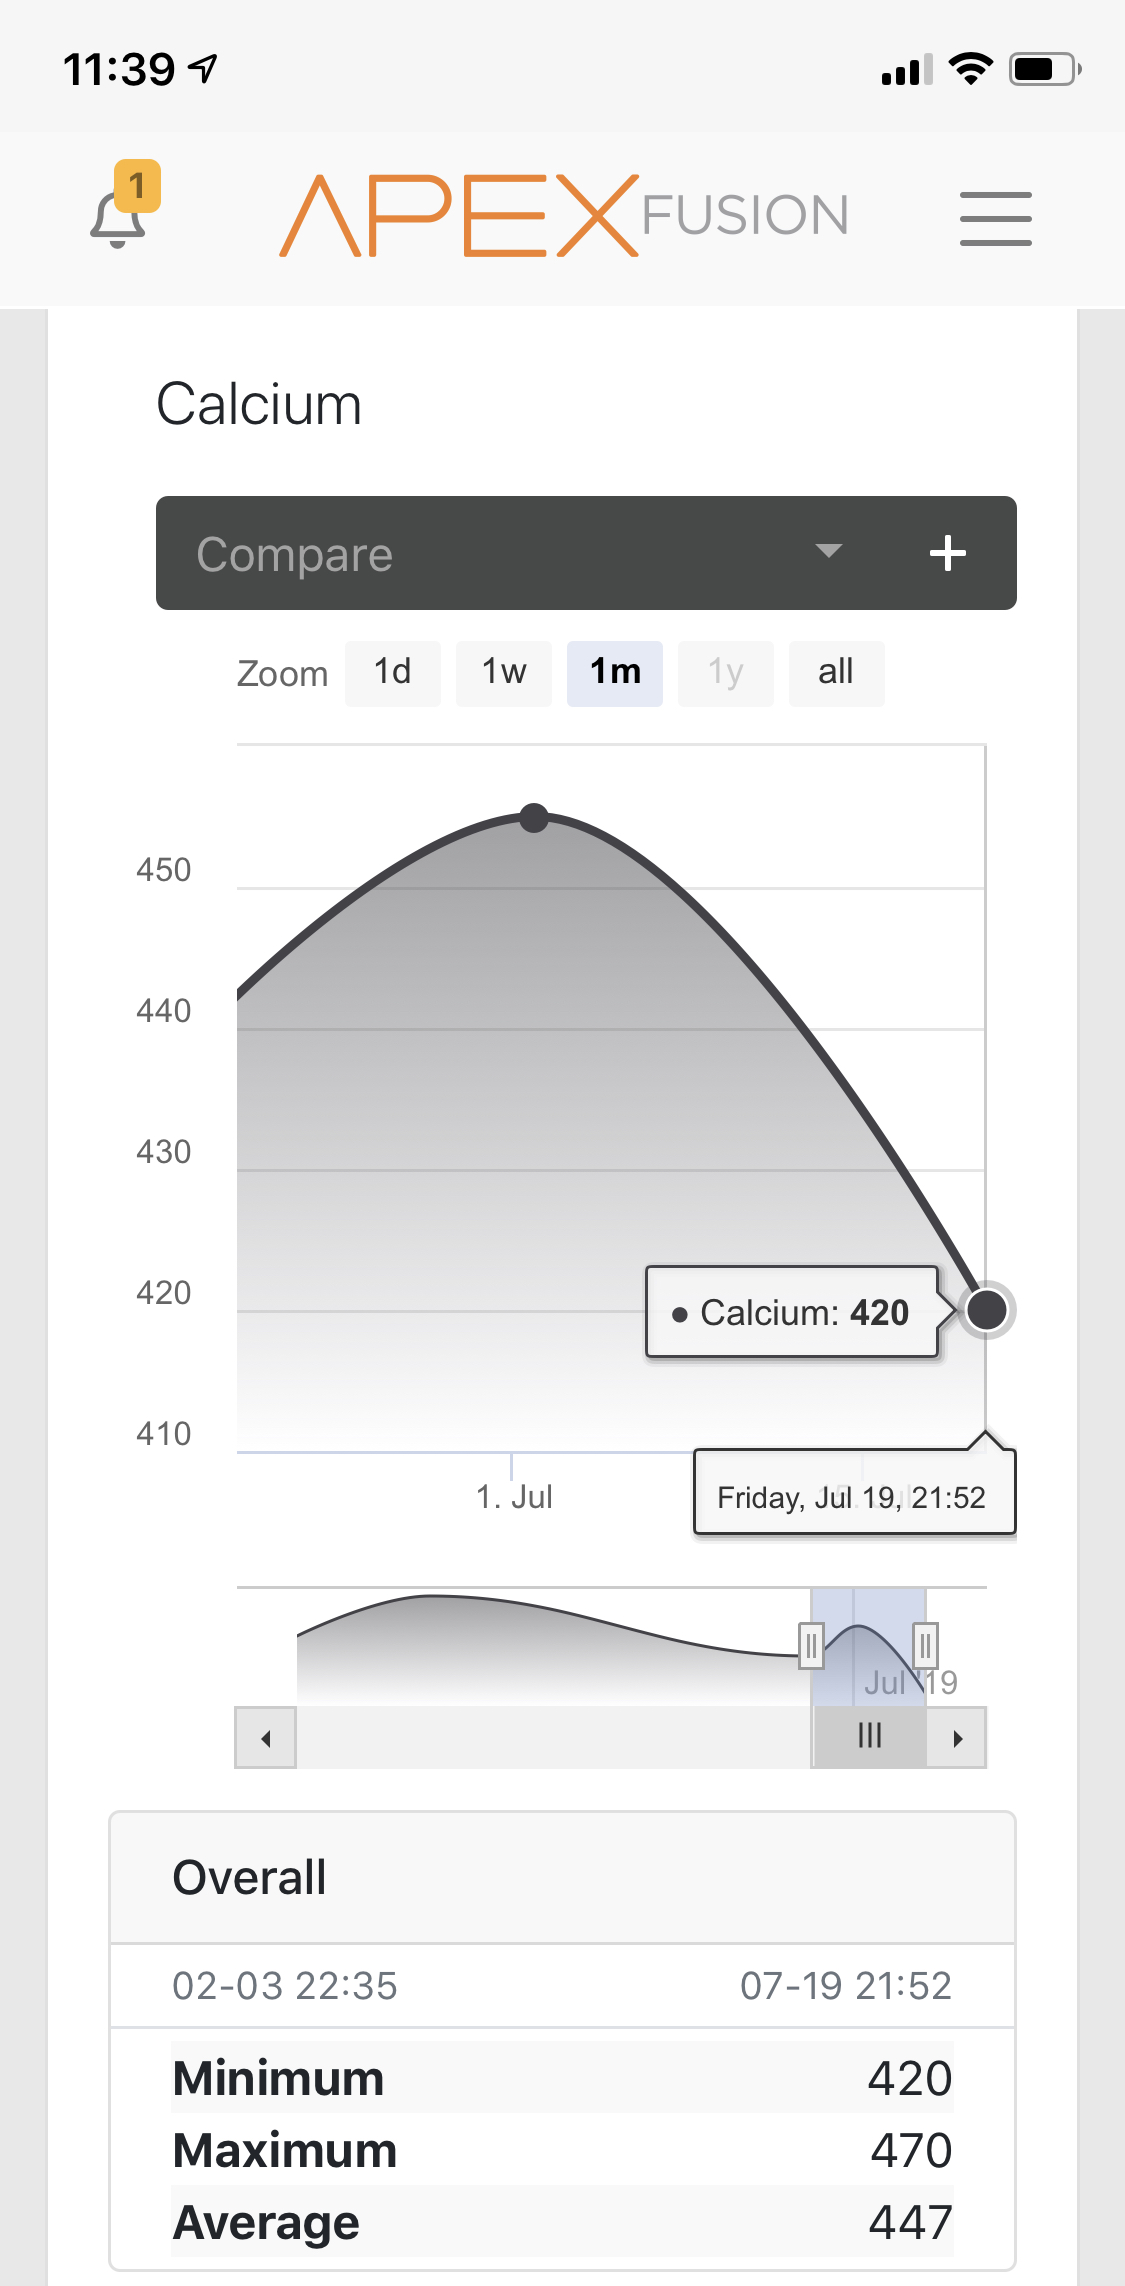 11:39
1
APEX FUSION
Calcium
Compare +
Zoom 1d 1w 1m 1y all
450
440
430
420
410
Calcium: 420
1. Jul
Friday, Jul 19, 21:52
Jul '19
Overall
02-03 22:35 07-19 21:52
Minimum 420
Maximum 470
Average 447